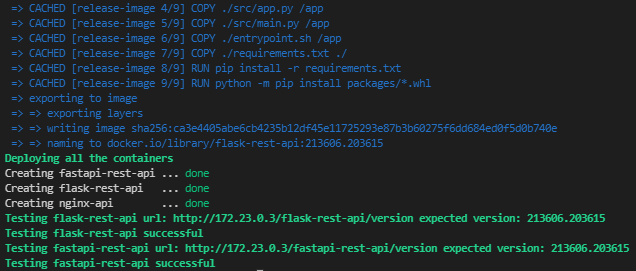 => CACHED [release-image 4/9] COPY ./src/app.py /app
=> CACHED [release-image 5/9] COPY ./src/main.py /app
=> CACHED [release-image 6/9] COPY ./entrypoint.sh /app
=> CACHED [release-image 7/9] COPY ./requirements.txt ./
=> CACHED [release-image 8/9] RUN pip install -r requirements.txt
=> CACHED [release-image 9/9] RUN python -m pip install packages/*.whl
=> exporting to image
=> => exporting layers
=> => writing image sha256:ca3e4405abe6cb4235b12df45e11725293e87b3b60275f6dd684ed0f5d0b740e
=> => naming to docker.io/library/flask-rest-api:213606.203615
Deploying all the containers
Creating fastapi-rest-api ... done
Creating flask-rest-api   ... done
Creating nginx-api        ... done
Testing flask-rest-api url: http://172.23.0.3/flask-rest-api/version expected version: 213606.203615
Testing flask-rest-api successful
Testing fastapi-rest-api url: http://172.23.0.3/fastapi-rest-api/version expected version: 213606.203615
Testing fastapi-rest-api successful